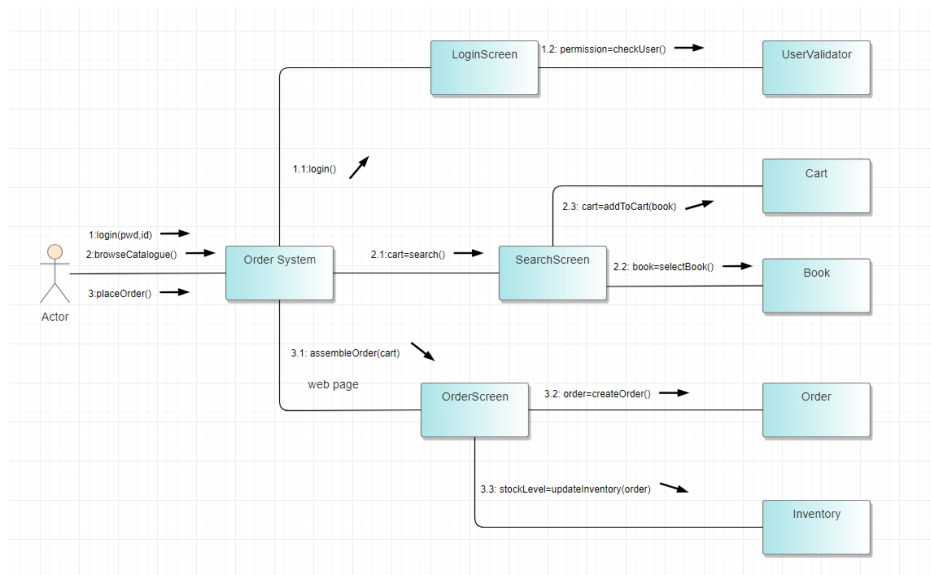 LoginScreen
1.2: permission=checkUser()
UserValidator
1.1:login()
Cart
2.3: cart=addToCart(book)
1:login(pwd,id)
2:browseCatalogue()
3:placeOrder()
Actor
Order System
2.1:cart=search()
SearchScreen
2.2: book=selectBook()
Book
3.1: assembleOrder(cart)
web page
OrderScreen
3.2: order=createOrder()
Order
3.3: stockLevel=updateInventory(order)
Inventory